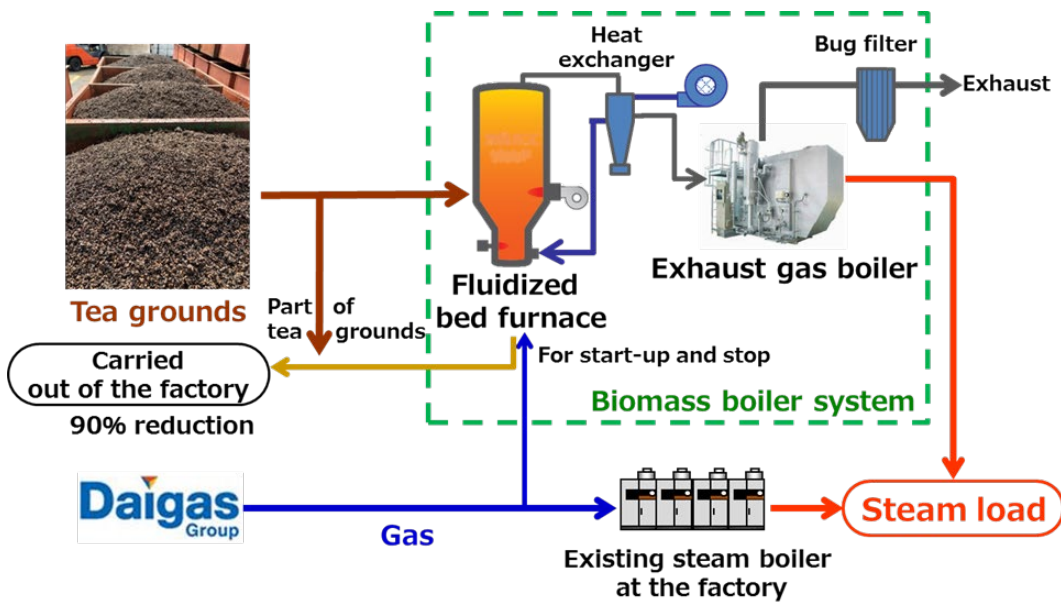 Heat
exchanger
Bug filter
Exhaust
Exhaust gas boiler
Fluidized
bed furnace
Tea grounds
Part of
tea grounds
Carried
out of the factory
90% reduction
For start-up and stop
Biomass boiler system
Daigas
Group
Gas
Existing steam boiler
at the factory
Steam load